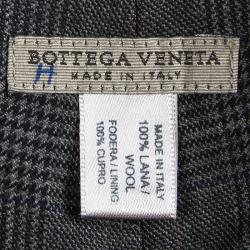 BOTTEGA VENETA
H MADE IN ITALY
MADE IN ITALY
100% LANA/
WOOL
FODERA/LINING
100% CUPRO